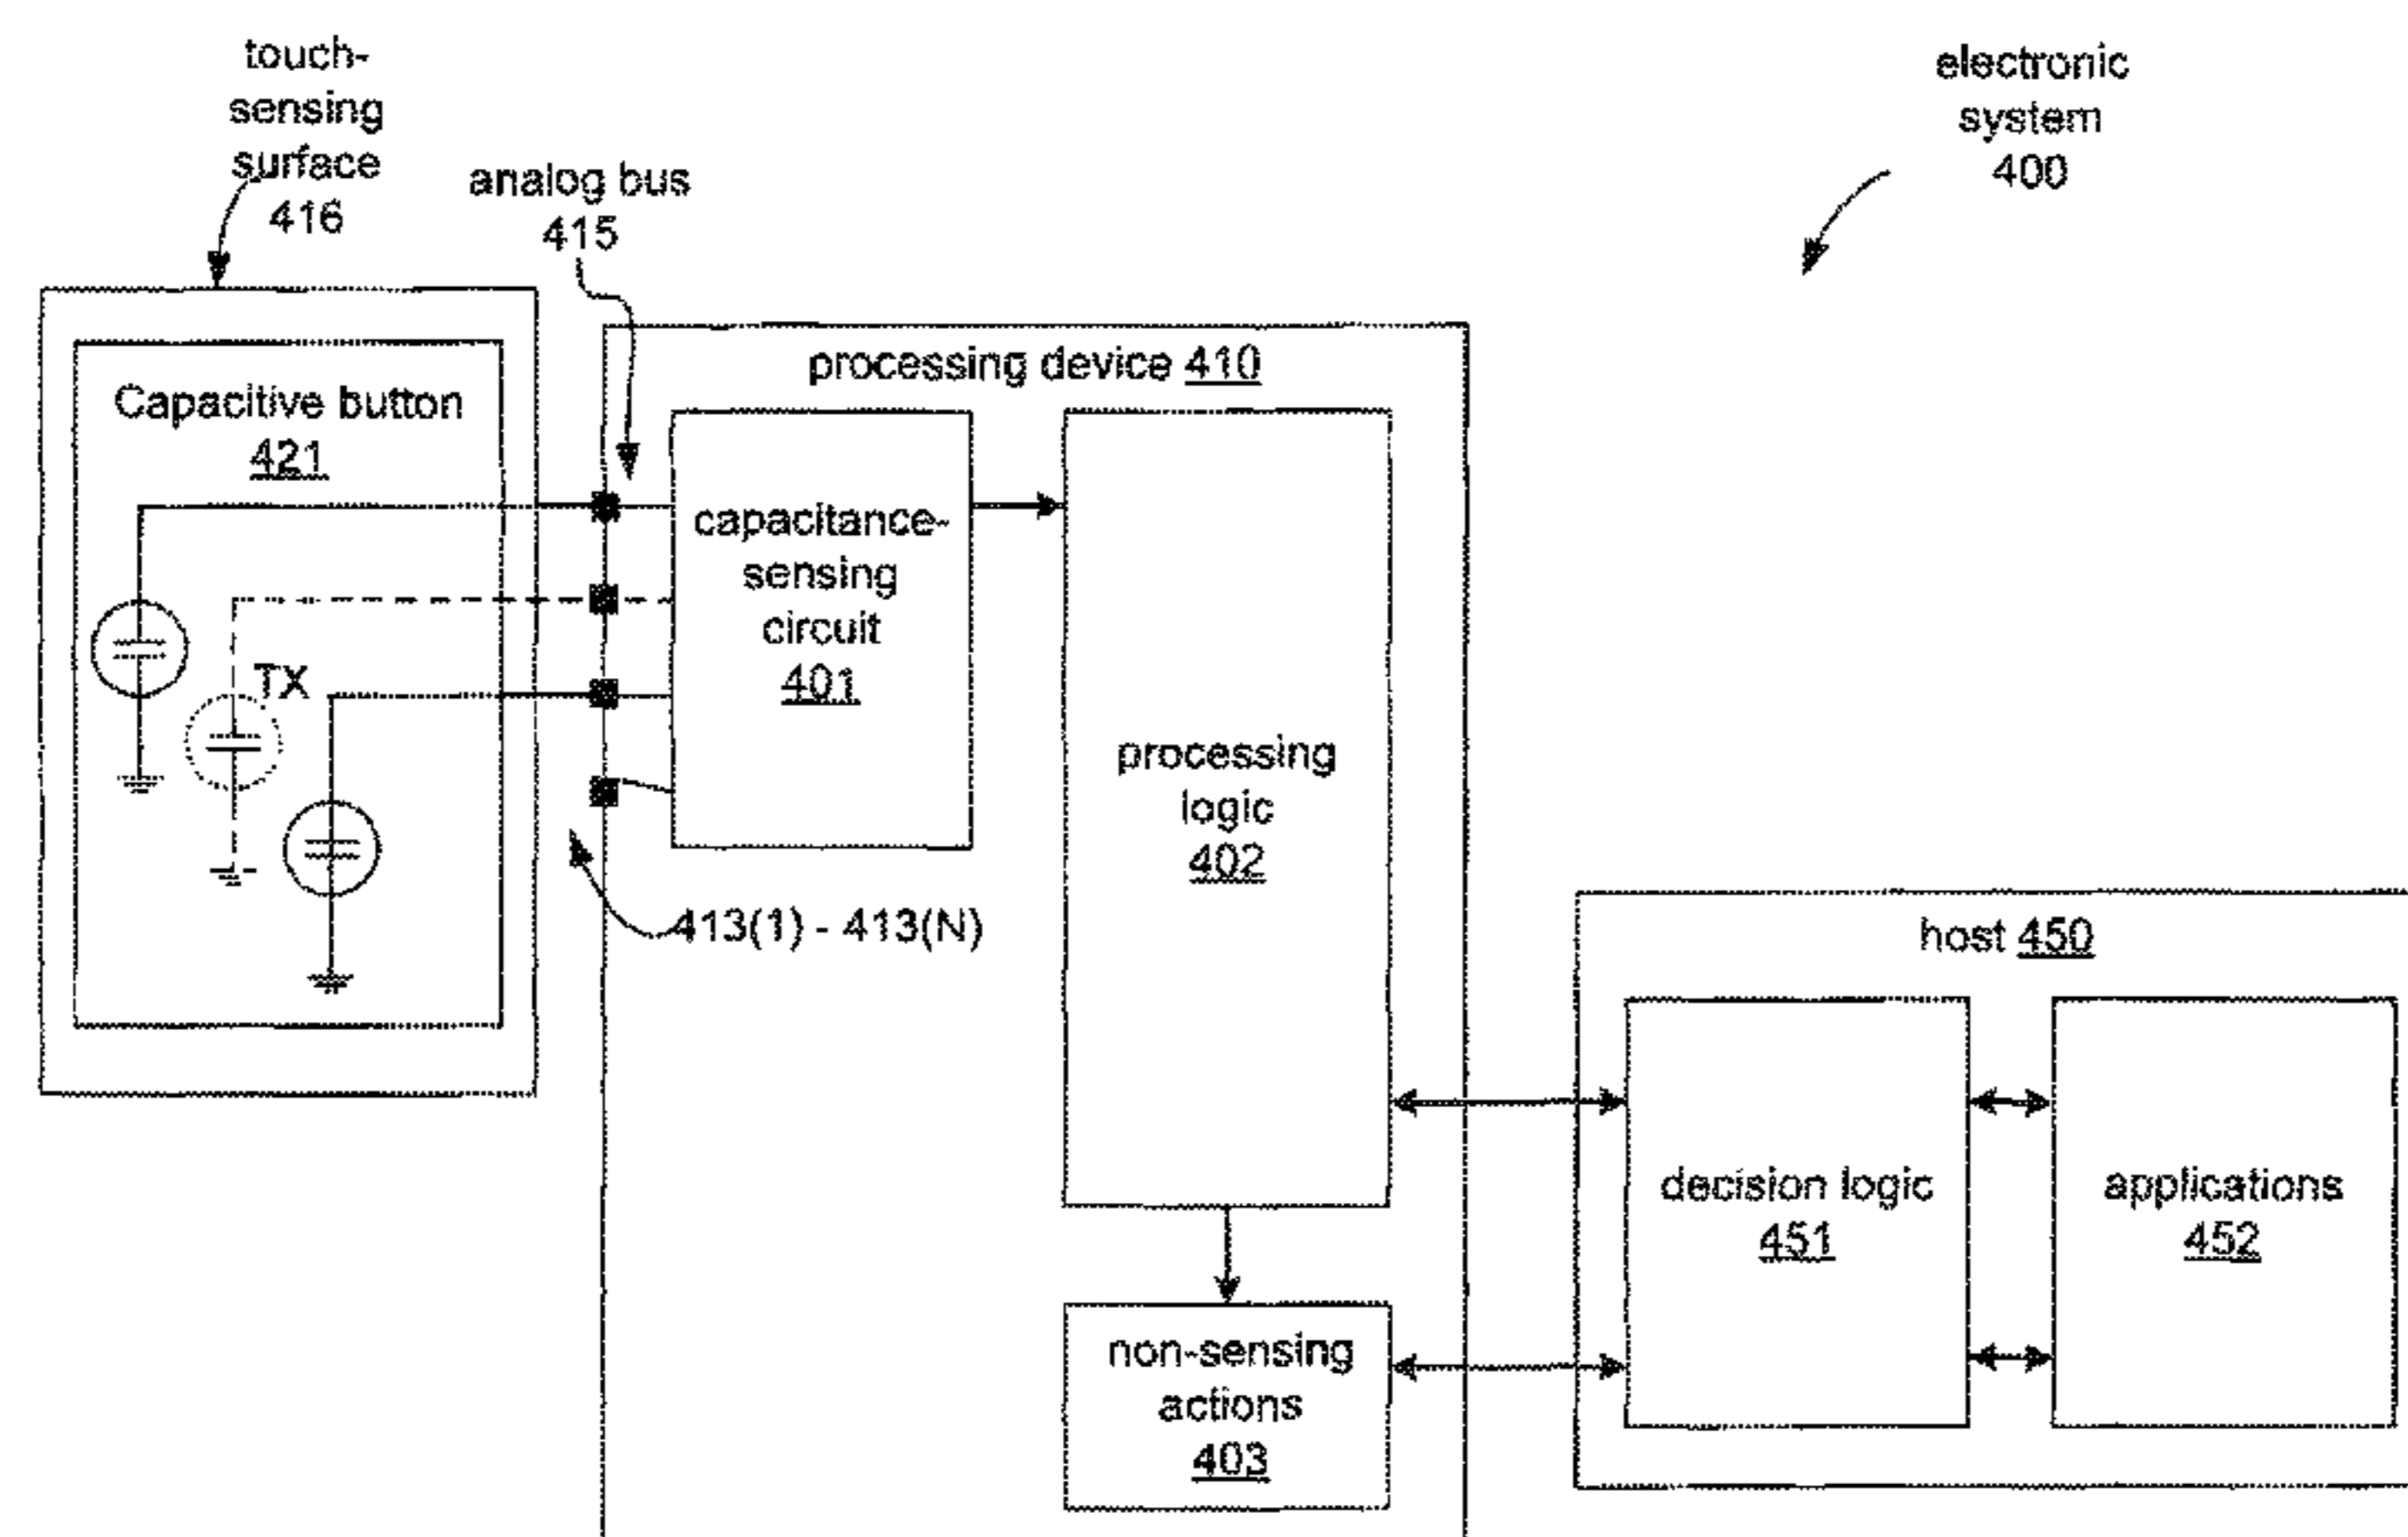 touch-
sensing
surface
416
analog bus
415
electronic
system
400
processing device 410
Capacitive button
421
TX
capacitance-
sensing
circuit
401
processing
logic
402
413(1) - 413(N)
host 450
decision logic
451
applications
452
non-sensing
actions
403